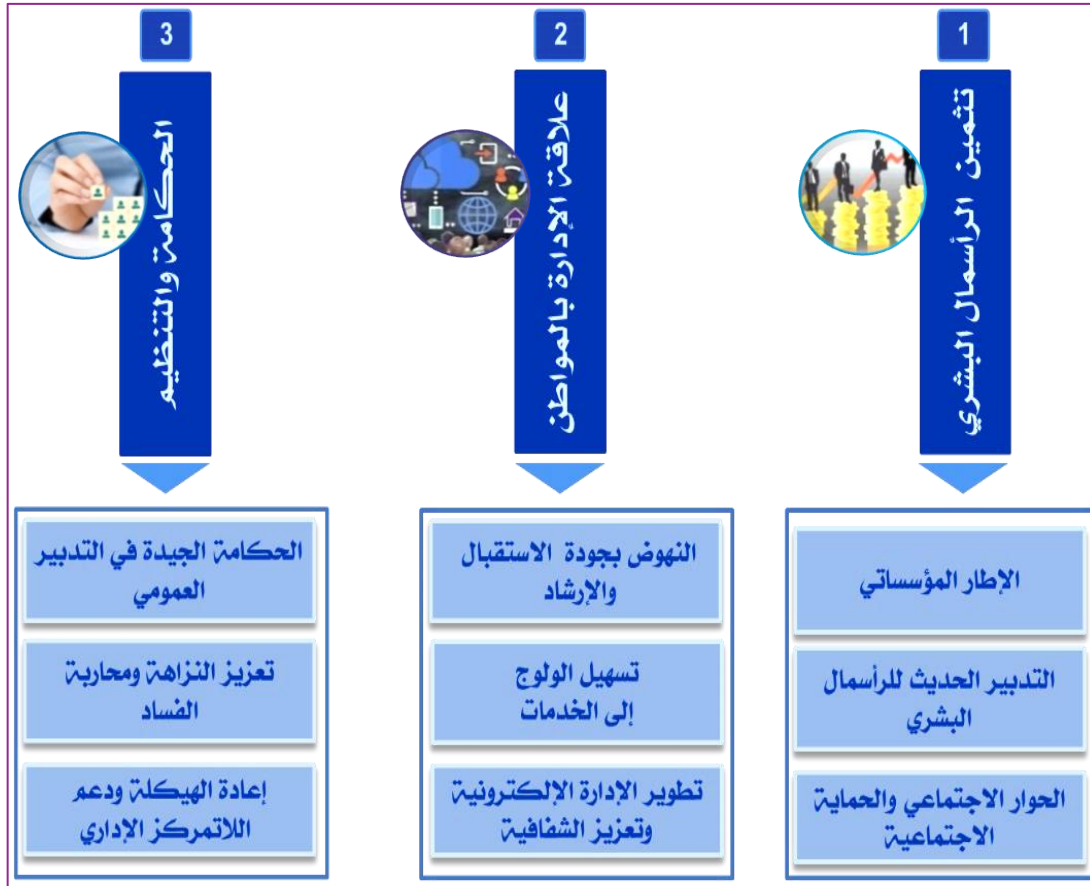 1
تثمين الرأسمال البشري
الإطار المؤسساتي
التدبير الحديث للرأسمال
البشري
الحوار الاجتماعي والحماية
الاجتماعية
2
علاقة الإدارة بالمواطن
النهوض بجودة الاستقبال
والإرشاد
تسهيل الولوج
إلى الخدمات
تطوير الإدارة الإلكترونية
وتعزيز الشفافية
3
الحكامة والتنظيم
الحكامة الجيدة في التدبير
العمومي
تعزيز النزاهة ومحاربة
الفساد
إعادة الهيكلة ودعم
اللاتمركز الإداري